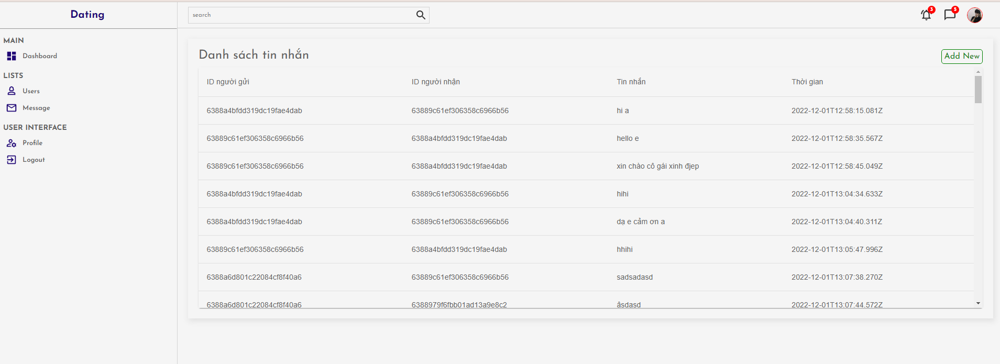 Dating
search
3
5
MAIN
Dashboard
LISTS
Users
Message
USER INTERFACE
Profile
Logout
Danh sách tin nhắn
Add New
ID người gửi ID người nhận Tin nhắn Thời gian
6388a4bfdd319dc19fae4dab 63889c61ef306358c6966b56 hi a 2022-12-01T12:58:15.081Z
63889c61ef306358c6966b56 6388a4bfdd319dc19fae4dab hello e 2022-12-01T12:58:35.567Z
63889c61ef306358c6966b56 6388a4bfdd319dc19fae4dab xin chào cô gái xinh djep 2022-12-01T12:58:45.049Z
6388a4bfdd319dc19fae4dab 63889c61ef306358c6966b56 hihi 2022-12-01T13:04:34.633Z
6388a4bfdd319dc19fae4dab 63889c61ef306358c6966b56 dạ e cảm ơn a 2022-12-01T13:04:40.311Z
63889c61ef306358c6966b56 6388a4bfdd319dc19fae4dab hhihi 2022-12-01T13:05:47.996Z
6388a6d801c22084cf8f40a6 63889c61ef306358c6966b56 sadsadasd 2022-12-01T13:07:38.270Z
6388a6d801c22084cf8f40a6 6388979f6fbb01ad13a9e8c2 âsdasd 2022-12-01T13:07:44.572Z